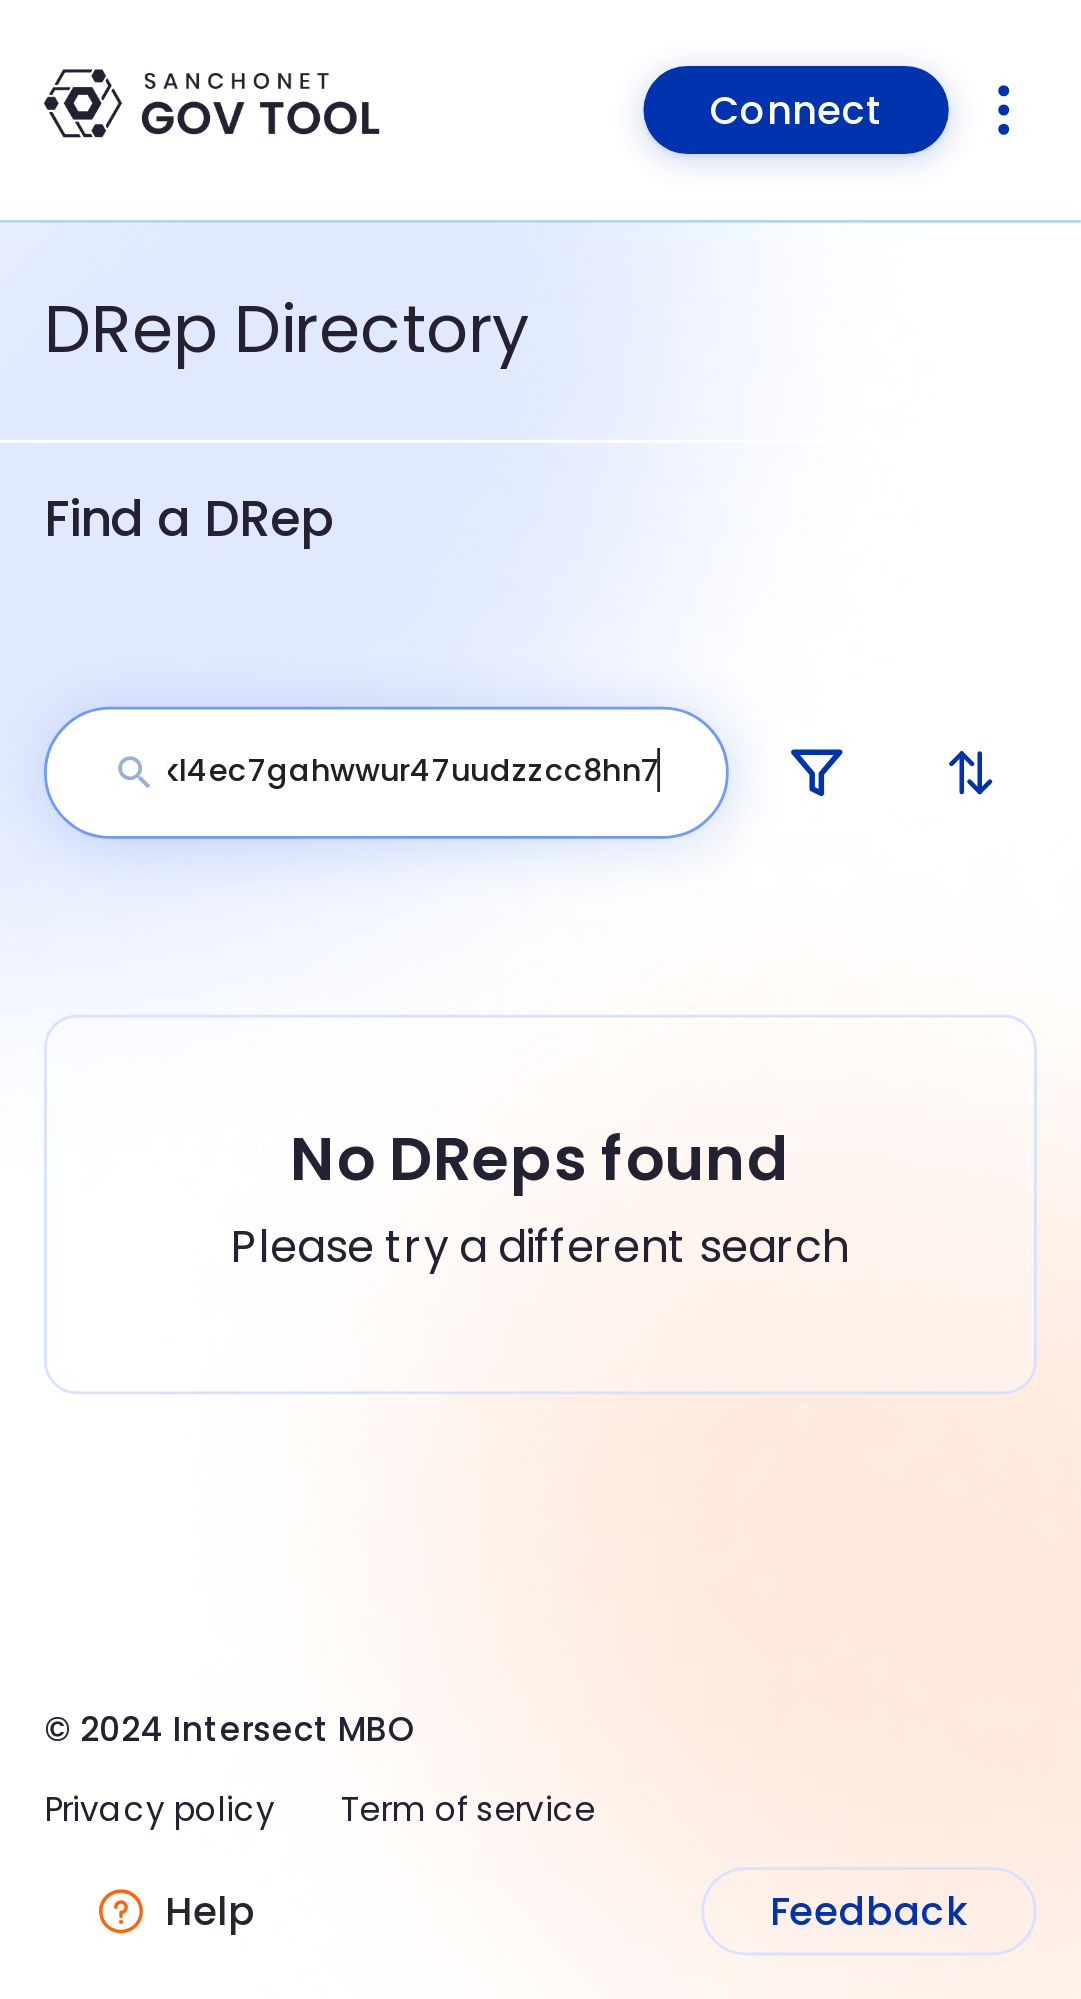 SANCHONET
GOV TOOL
Connect
DRep Directory
Find a DRep
xl4ec7gahwwur47uudzzcc8hn7
No DReps found
Please try a different search
© 2024 Intersect MBO
Privacy policy Term of service
Help
Feedback